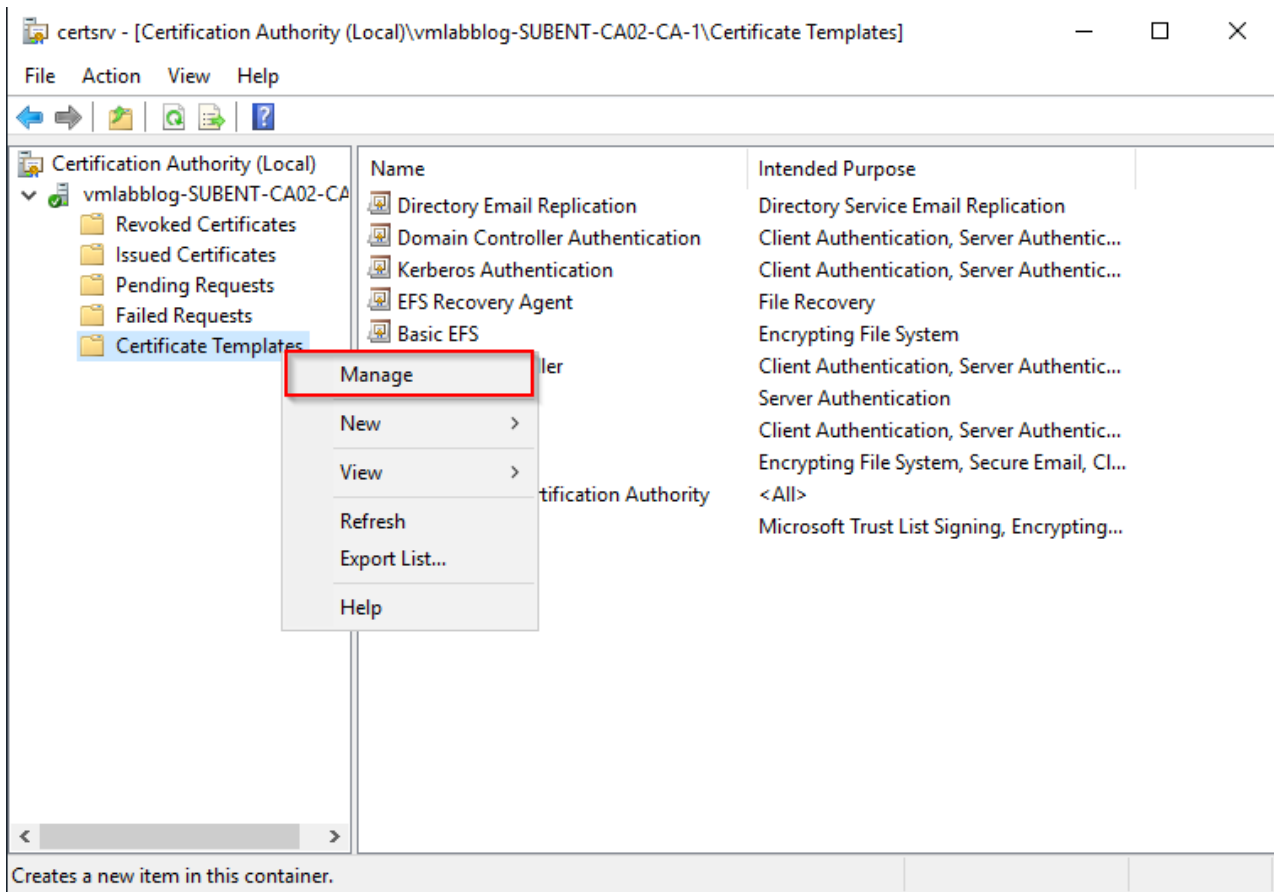 certsrv - [Certification Authority (Local)\vmlabblog-SUBENT-CA02-CA-1\Certificate Templates]
File Action View Help
Certification Authority (Local)
vmlabblog-SUBENT-CA02-CA
Revoked Certificates
Issued Certificates
Pending Requests
Failed Requests
Certificate Templates
Manage
New
View
Refresh
Export List...
Help
Name Intended Purpose
Directory Email Replication Directory Service Email Replication
Domain Controller Authentication Client Authentication, Server Authentic...
Kerberos Authentication Client Authentication, Server Authentic...
EFS Recovery Agent File Recovery
Basic EFS Encrypting File System
ler Client Authentication, Server Authentic...
Server Authentication
Client Authentication, Server Authentic...
Encrypting File System, Secure Email, Cl...
tification Authority <All>
Microsoft Trust List Signing, Encrypting...
Creates a new item in this container.